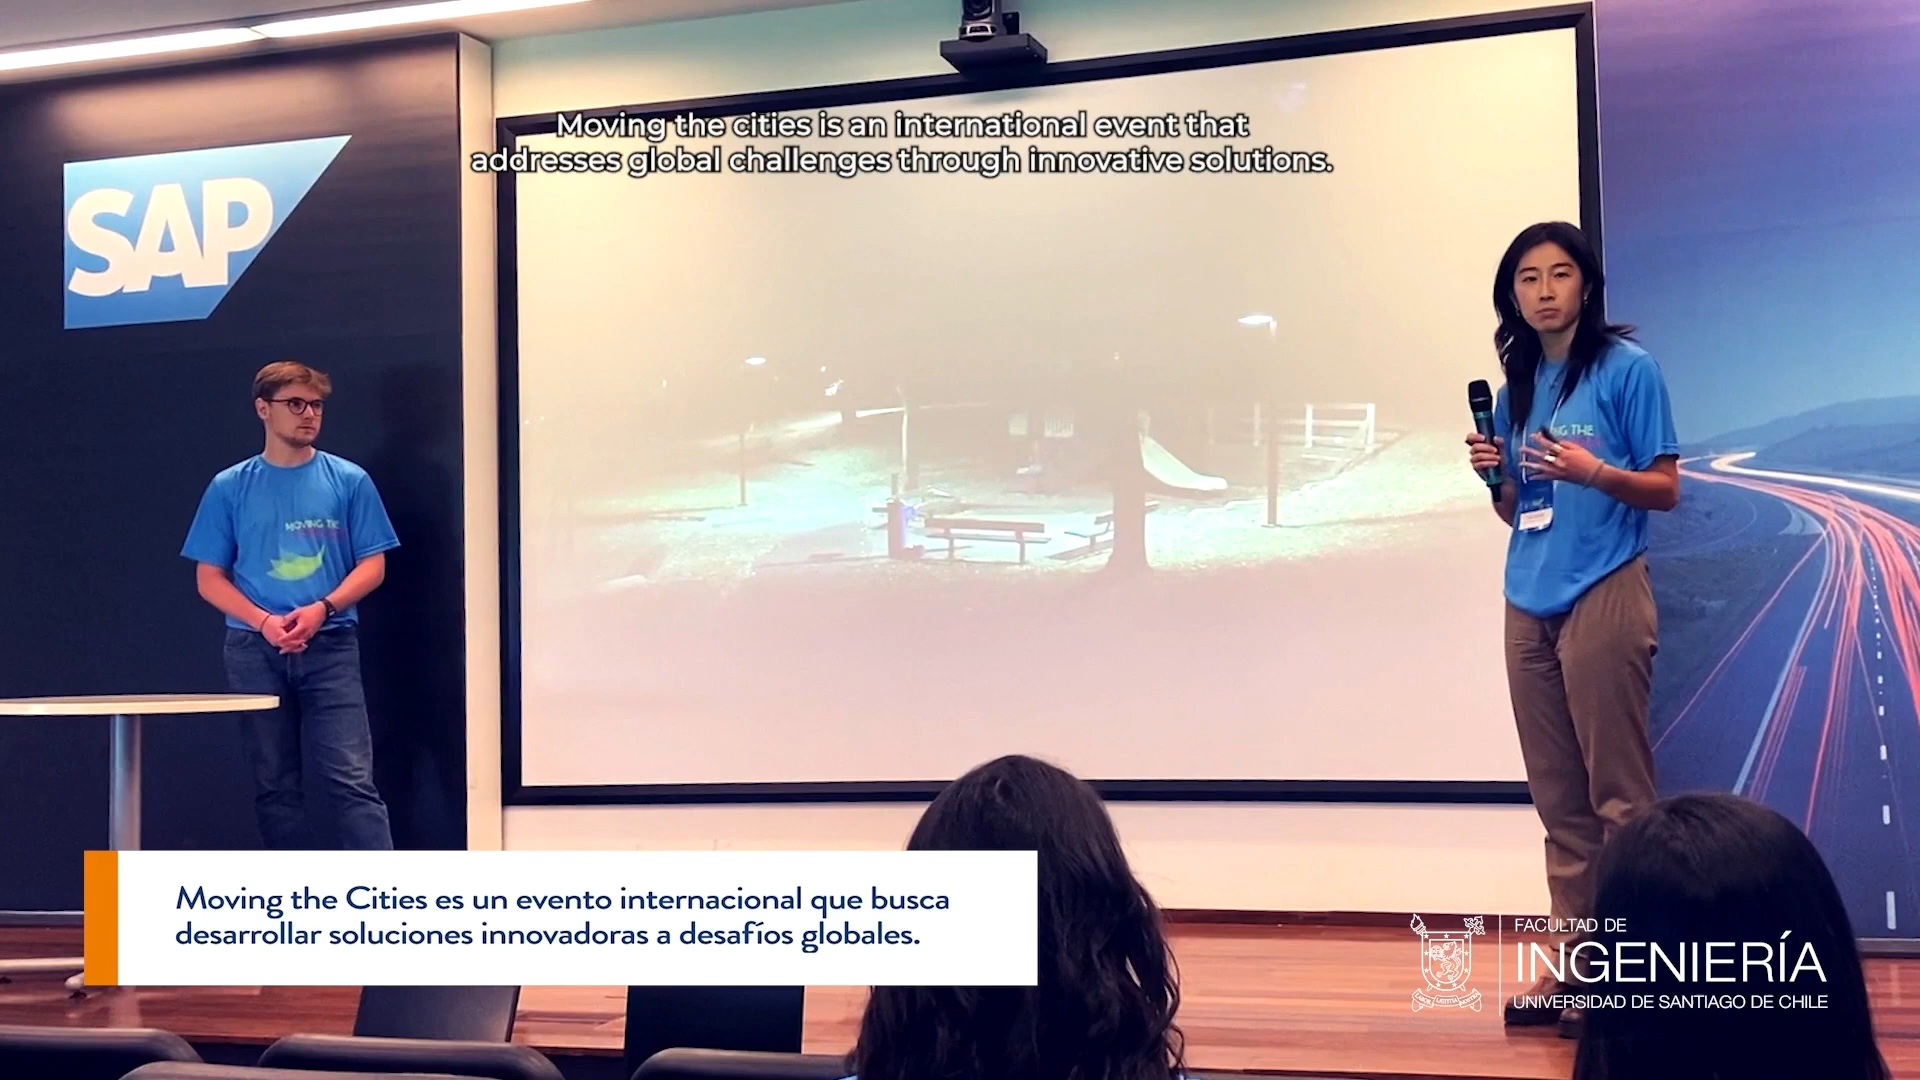 Moving the cities is an international event that
addresses global challenges through innovative solutions.
SAP
MOVING THE
NG THE
Moving the Cities es un evento internacional que busca
desarrollar soluciones innovadoras a desafíos globales.
FACULTAD DE
INGENIERÍA
UNIVERSIDAD DE SANTIAGO DE CHILE